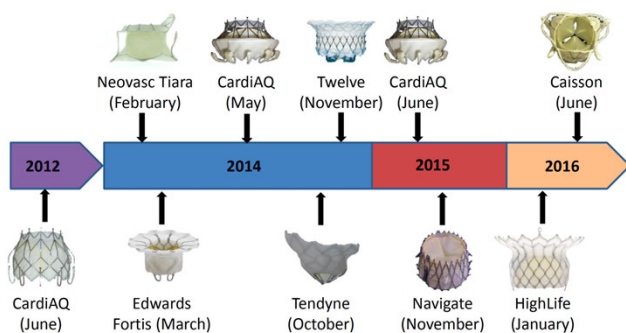 Neovasc Tiara
(February)
CardiAQ
(May)
Twelve
(November)
CardiAQ
(June)
Caisson
(June)
2012
2014
2015
2016
CardiAQ
(June)
Edwards
Fortis (March)
Tendyne
(October)
Navigate
(November)
HighLife
(January)